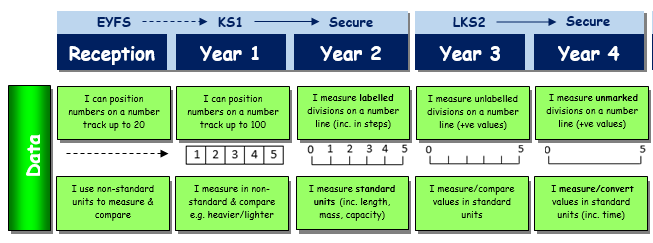 EYFS KS1 Secure LKS2 Secure
Reception Year 1 Year 2 Year 3 Year 4
Data
I can position
numbers on a number
track up to 20
I can position
numbers on a number
track up to 100
I measure labelled
divisions on a number
line (inc. in steps)
I measure unlabelled
divisions on a number
line (+ve values)
I measure unmarked
divisions on a number
line (+ve values)
1 2 3 4 5
0 1 2 3 4 5
0 5
0 5
I use non-standard
units to measure &
compare
I measure in non-
standard & compare
e.g. heavier/lighter
I measure standard
units (inc. length,
mass, capacity)
I measure/compare
values in standard
units
I measure/convert
values in standard
units (inc. time)